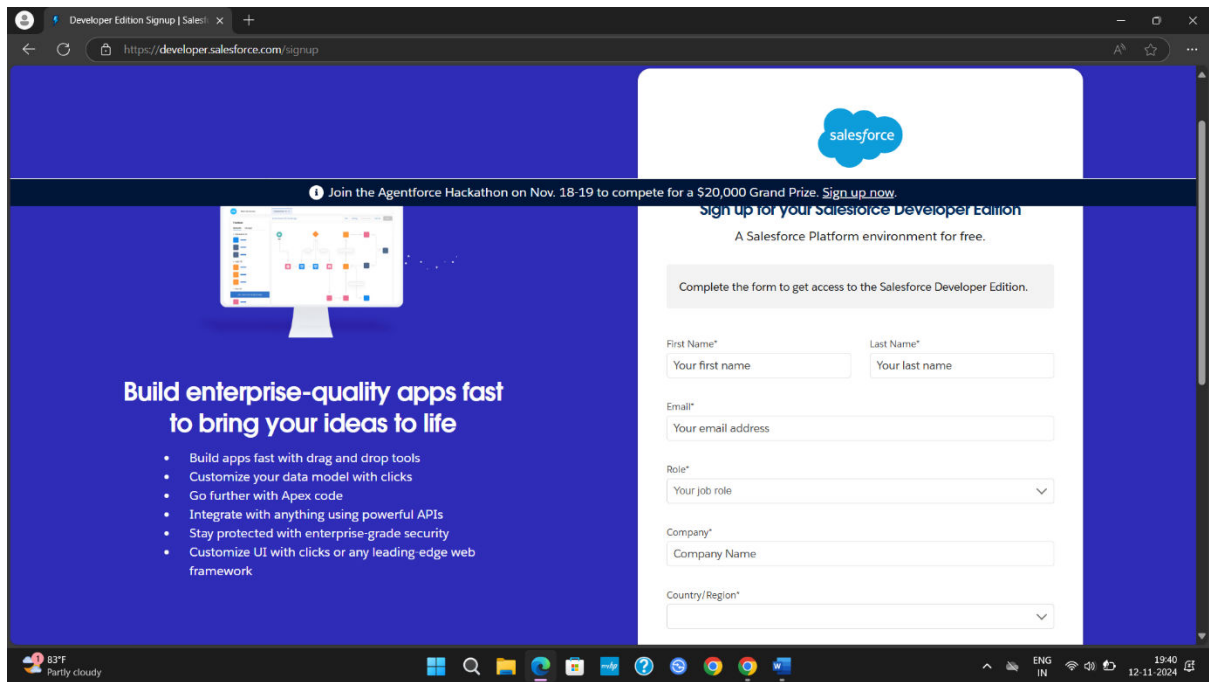 Developer Edition Signup | Salesf
https://developer.salesforce.com/signup
salesforce
Join the Agentforce Hackathon on Nov. 18-19 to compete for a $20,000 Grand Prize. Sign up now.
Sign up for your Salesforce Developer Edition
A Salesforce Platform environment for free.
Complete the form to get access to the Salesforce Developer Edition.
First Name*
Last Name*
Your first name
Your last name
Email*
Your email address
Role*
Your job role
Company*
Company Name
Country/Region*
Build enterprise-quality apps fast
to bring your ideas to life
• Build apps fast with drag and drop tools
• Customize your data model with clicks
• Go further with Apex code
• Integrate with anything using powerful APIs
• Stay protected with enterprise-grade security
• Customize UI with clicks or any leading-edge web
framework
1
83°F
Partly cloudy
ENG
IN
19:40
12-11-2024